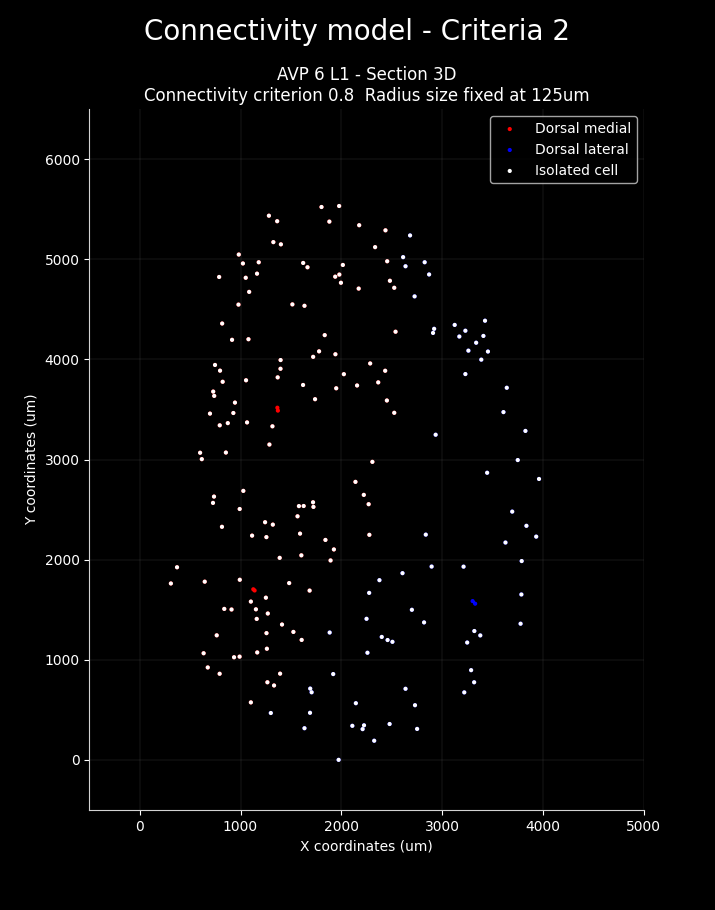 Connectivity model - Criteria 2
AVP 6 L1 - Section 3D
Connectivity criterion 0.8  Radius size fixed at 125um
Dorsal medial
Dorsal lateral
Isolated cell
6000
5000
4000
3000
2000
1000
0
Y coordinates (um)
0 1000 2000 3000 4000 5000
X coordinates (um)